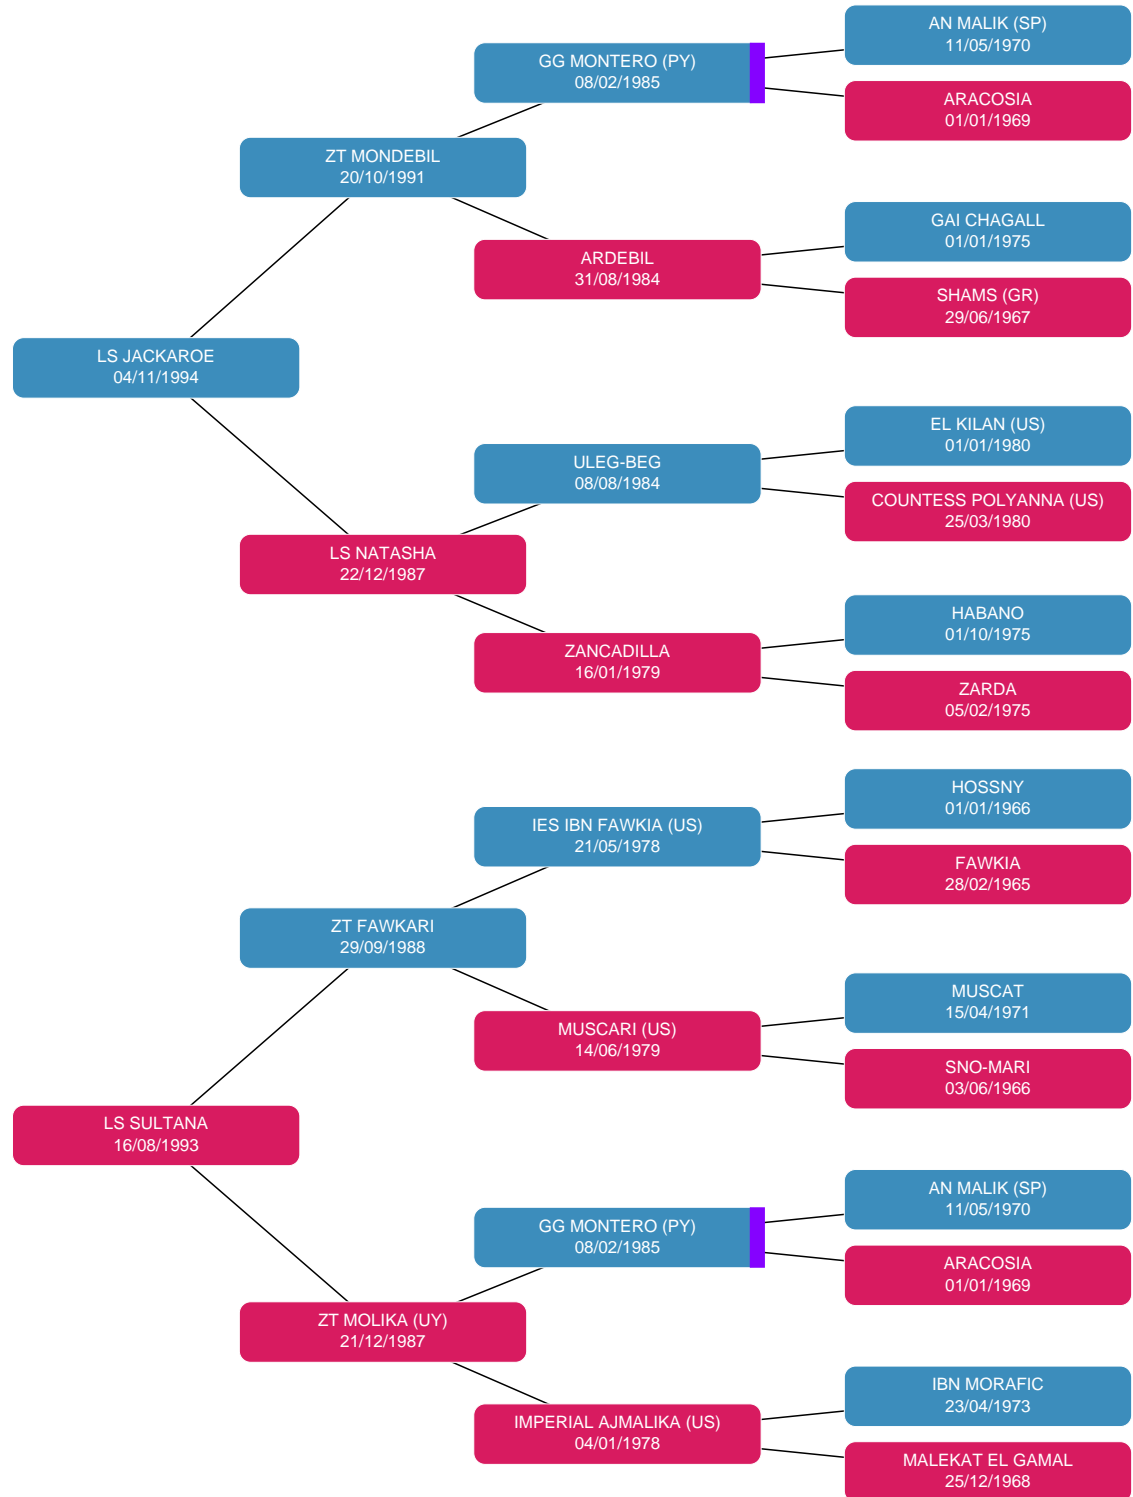 AN MALIK (SP)
11/05/1970
GG MONTERO (PY)
08/02/1985
ARACOSIA
01/01/1969
ZT MONDEBIL
20/10/1991
GAI CHAGALL
01/01/1975
ARDEBIL
31/08/1984
SHAMS (GR)
29/06/1967
LS JACKAROE
04/11/1994
EL KILAN (US)
01/01/1980
ULEG-BEG
08/08/1984
COUNTESS POLYANNA (US)
25/03/1980
LS NATASHA
22/12/1987
HABANO
01/10/1975
ZANCADILLA
16/01/1979
ZARDA
05/02/1975
HOSSNY
01/01/1966
IES IBN FAWKIA (US)
21/05/1978
FAWKIA
28/02/1965
ZT FAWKARI
29/09/1988
MUSCAT
15/04/1971
MUSCARI (US)
14/06/1979
SNO-MARI
03/06/1966
LS SULTANA
16/08/1993
AN MALIK (SP)
11/05/1970
GG MONTERO (PY)
08/02/1985
ARACOSIA
01/01/1969
ZT MOLIKA (UY)
21/12/1987
IBN MORAFIC
23/04/1973
IMPERIAL AJMALIKA (US)
04/01/1978
MALEKAT EL GAMAL
25/12/1968